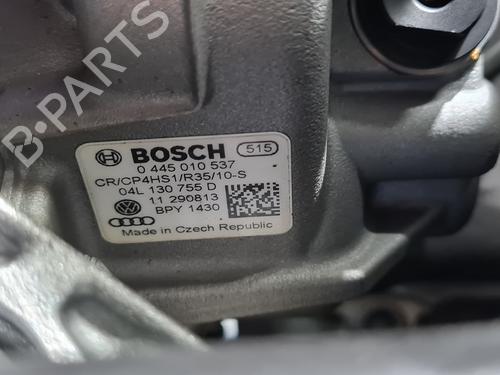 BOSCH 515
0 445 010 537
CR/CP4HS1/R35/10-S
04L 130 755 D
11 290813
BPY 1430
Made in Czech Republic
B-PARTS